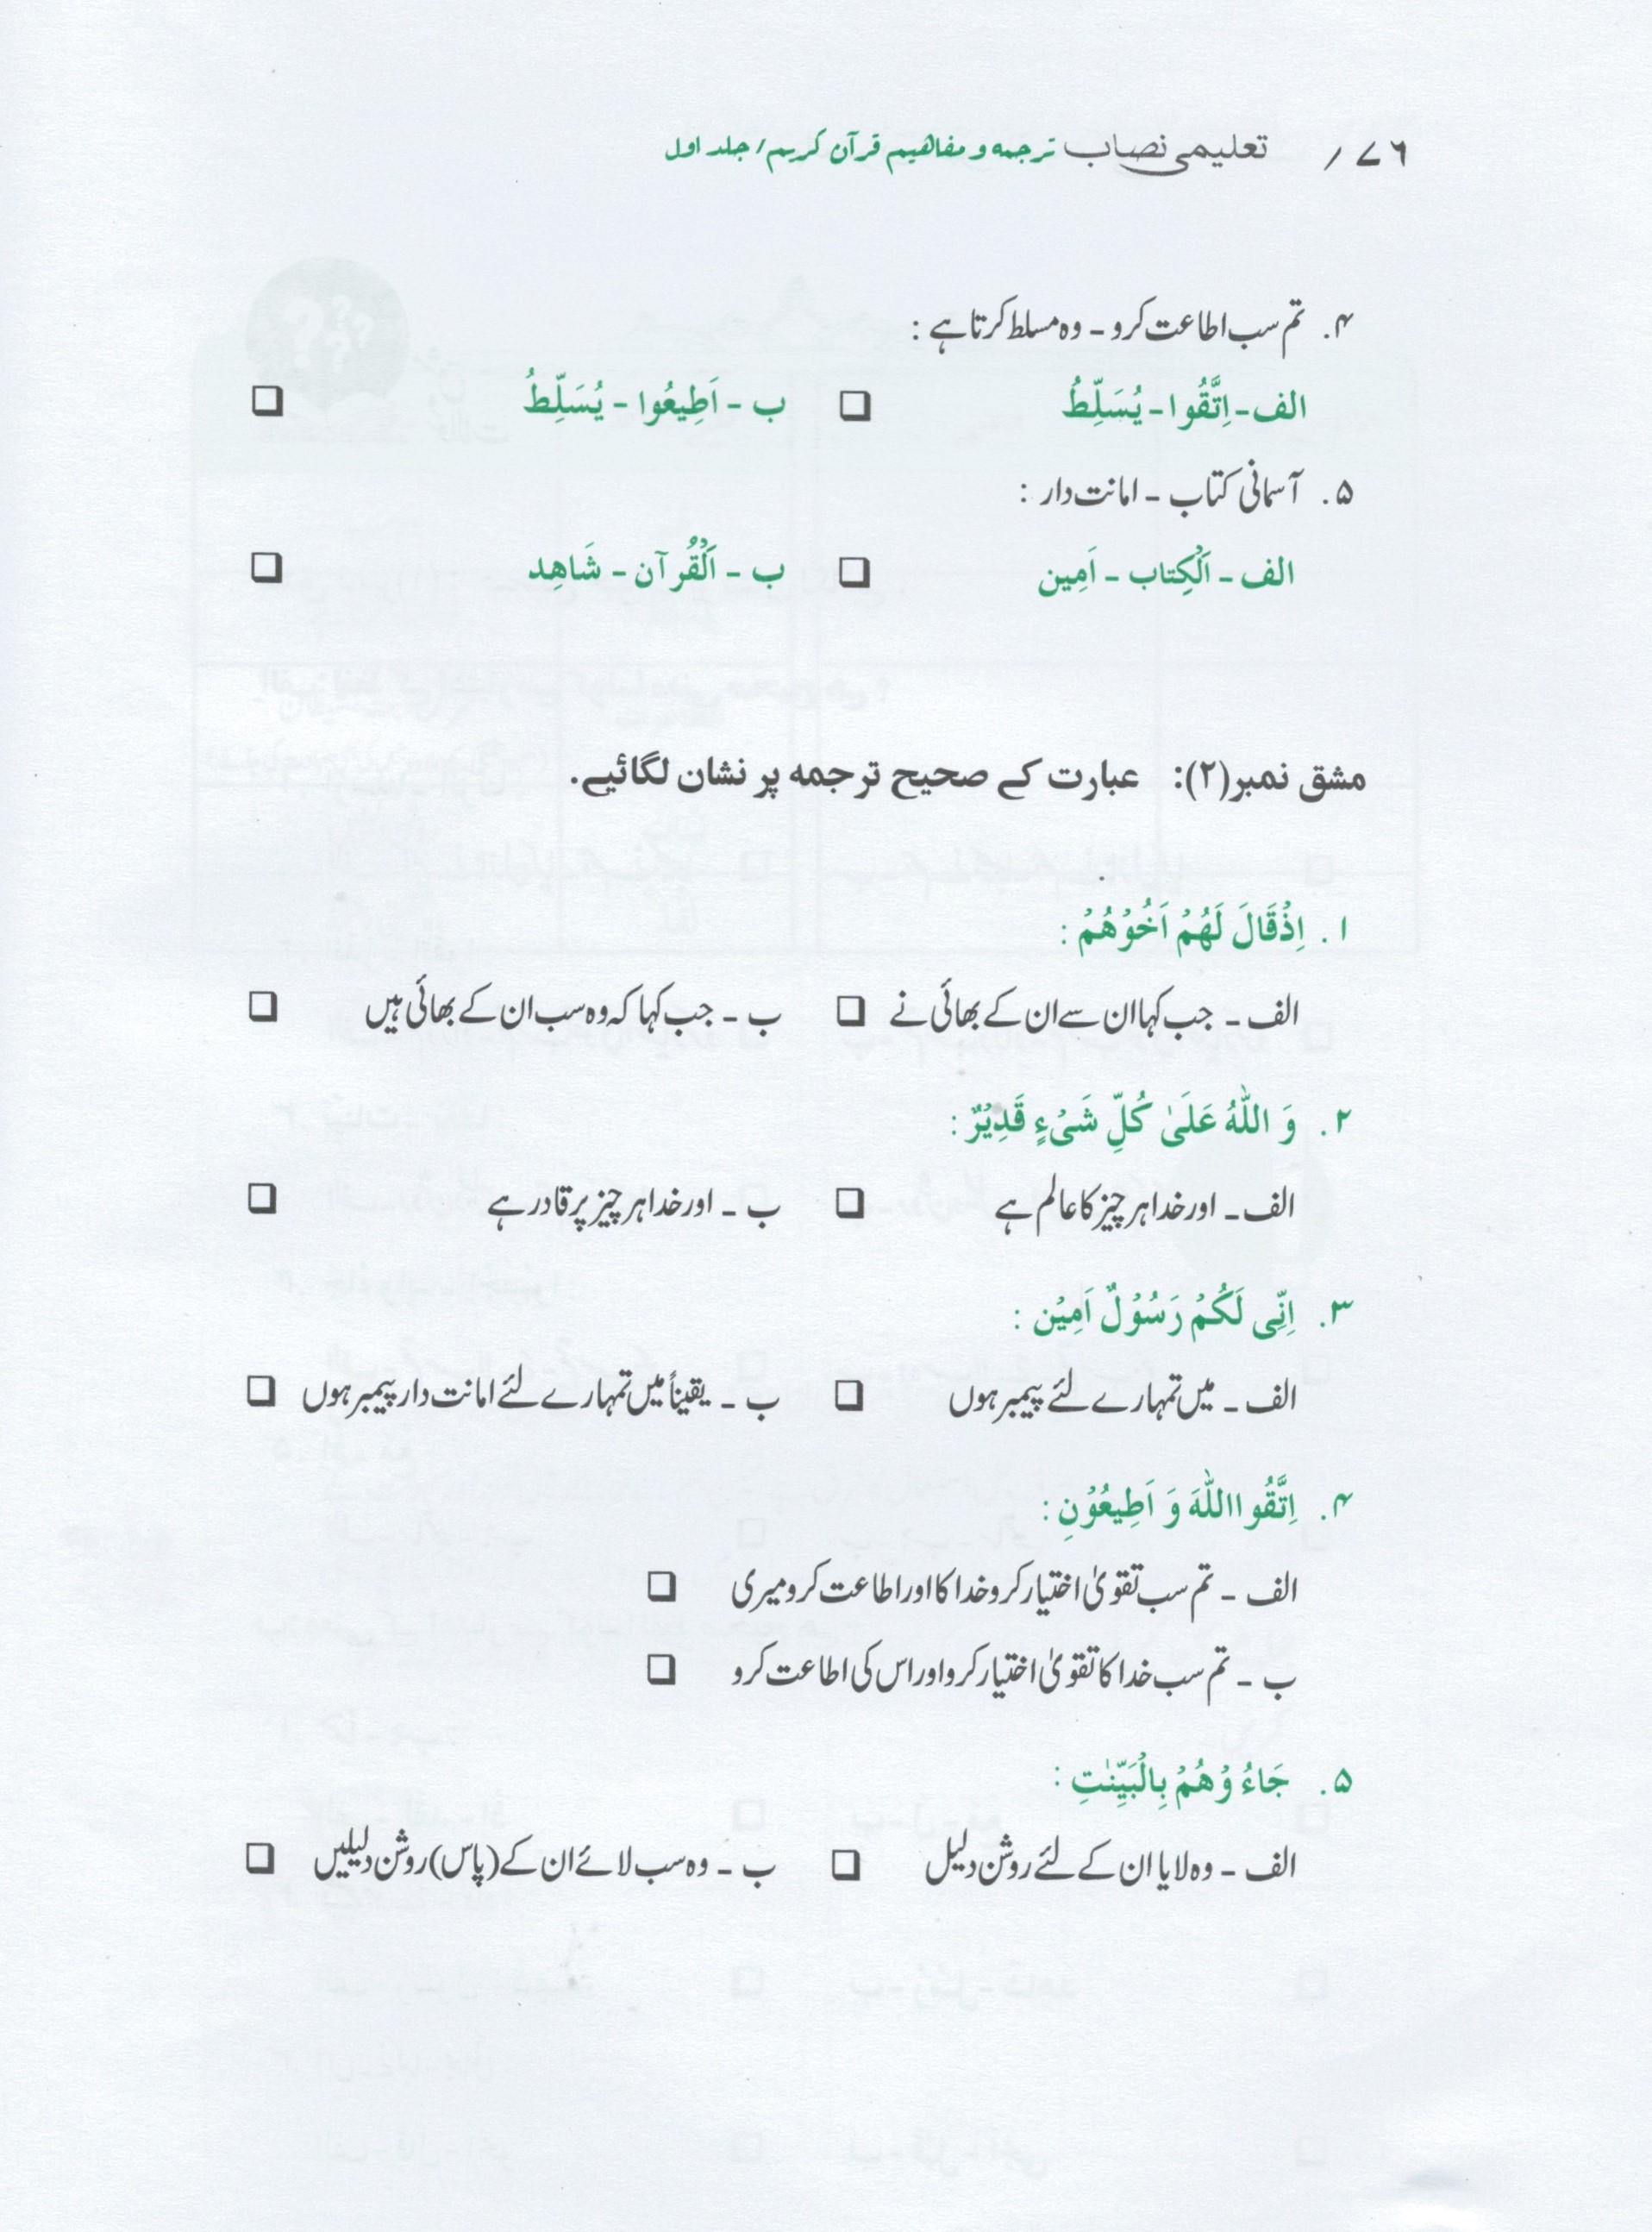 ۷۶ / تعلیمی نصاب ترجمه و مفاهیم قرآن کریم/ جلد اول
۴. تم سب اطاعت کرو - وہ مسلط کرتا ہے :
الف - اِتَّقُوا - يُسَلِّطُ ❏ ب - اَطِيعُوا - يُسَلِّطُ ❏
۵. آسمانی کتاب - امانت دار :
الف - اَلْكِتاب - اَمِين ❏ ب - اَلْقُرآن - شَاهِد ❏
مشق نمبر(۲): عبارت کے صحیح ترجمہ پر نشان لگائیے.
۱. اِذْقَالَ لَهُمْ اَخُوْهُمْ :
الف - جب کہا ان سے ان کے بھائی نے ❏ ب - جب کہا کہ وہ سب ان کے بھائی ہیں ❏
۲. وَ اللّٰهُ عَلَىٰ كُلِّ شَىْءٍ قَدِيْرٌ :
الف - اور خدا ہر چیز کا عالم ہے ❏ ب - اور خدا ہر چیز پر قادر ہے ❏
۳. اِنِّى لَكُمْ رَسُوْلٌ اَمِيْن :
الف - میں تمہارے لئے پیمبر ہوں ❏ ب - یقیناً میں تمہارے لئے امانت دار پیمبر ہوں ❏
۴. اِتَّقُوا اللّٰهَ وَ اَطِيعُوْنِ :
الف - تم سب تقویٰ اختیار کرو خدا کا اور اطاعت کرو میری ❏
ب - تم سب خدا کا تقویٰ اختیار کرو اور اس کی اطاعت کرو ❏
۵. جَاءُ وْهُمْ بِالْبَيِّنٰتِ :
الف - وہ لایا ان کے لئے روشن دلیل ❏ ب - وہ سب لائے ان کے (پاس) روشن دلیلیں ❏